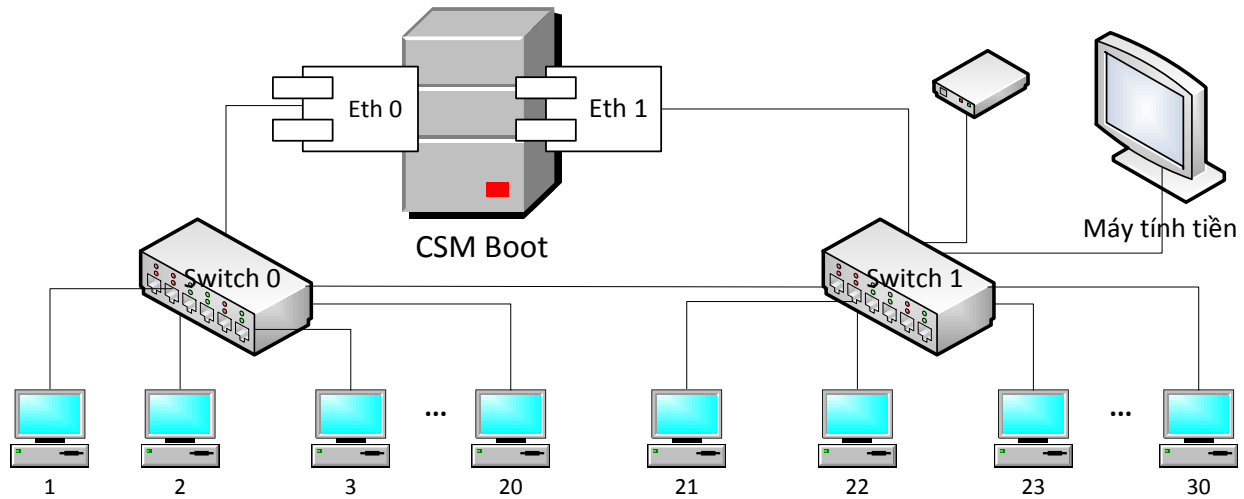 Eth 0
Eth 1
CSM Boot
Máy tính tiền
Switch 0
Switch 1
...
...
1
2
3
20
21
22
23
30